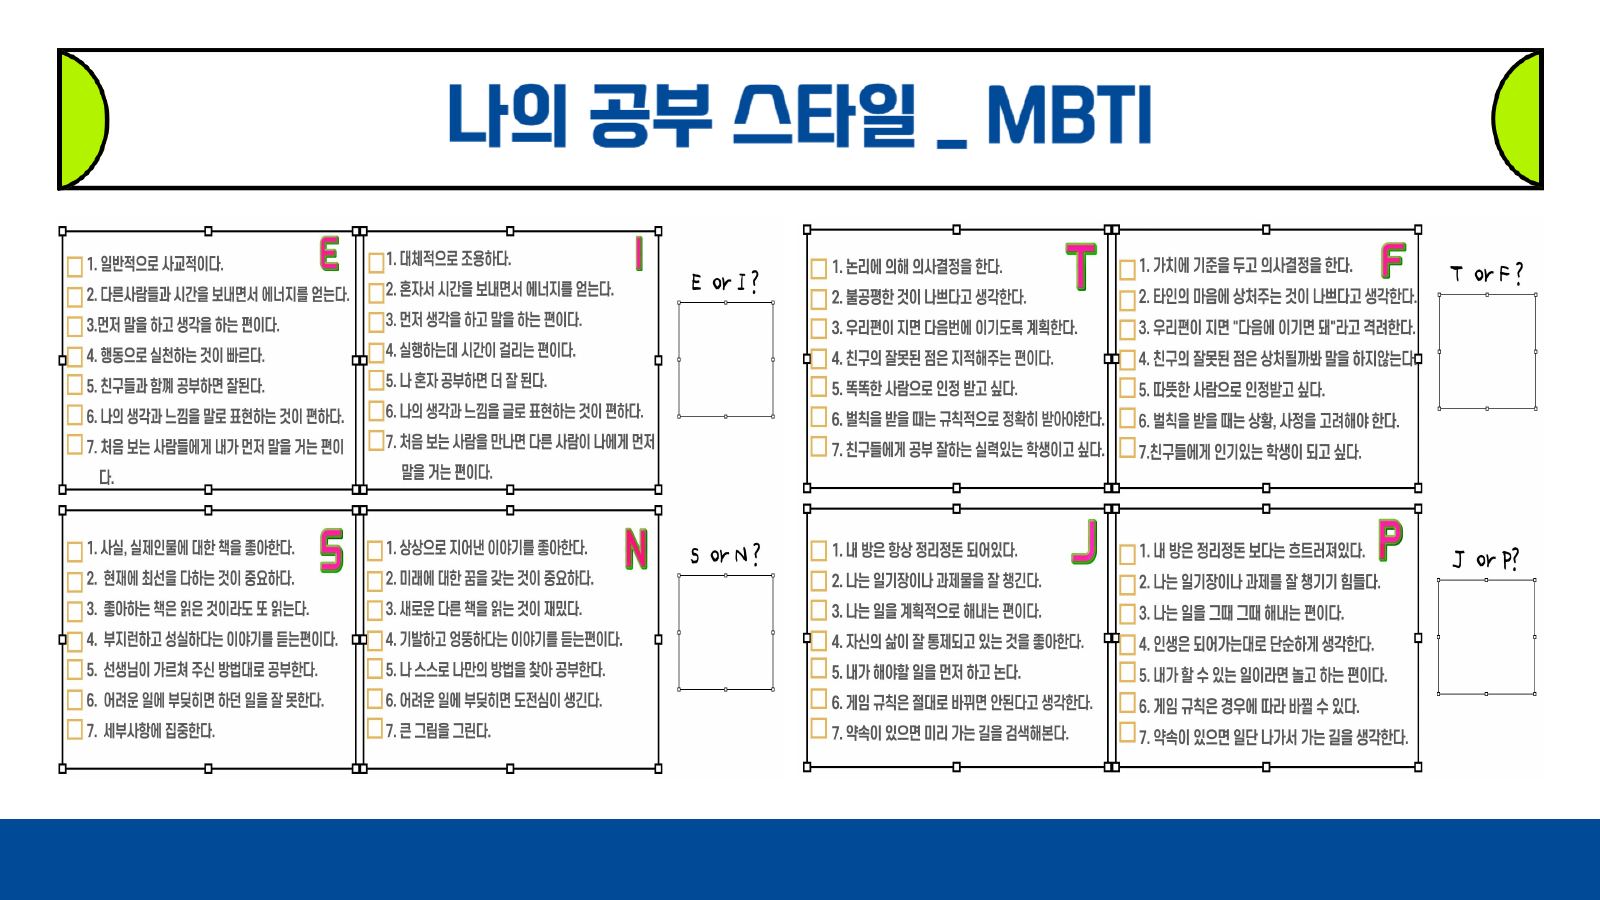 나의 공부 스타일 _ MBTI
E
1. 일반적으로 사교적이다.
2. 다른사람들과 시간을 보내면서 에너지를 얻는다.
3.먼저 말을 하고 생각을 하는 편이다.
4. 행동으로 실천하는 것이 빠르다.
5. 친구들과 함께 공부하면 잘된다.
6. 나의 생각과 느낌을 말로 표현하는 것이 편하다.
7. 처음 보는 사람들에게 내가 먼저 말을 거는 편이
다.
I
1. 대체적으로 조용하다.
2. 혼자서 시간을 보내면서 에너지를 얻는다.
3. 먼저 생각을 하고 말을 하는 편이다.
4. 실행하는데 시간이 걸리는 편이다.
5. 나 혼자 공부하면 더 잘 된다.
6. 나의 생각과 느낌을 글로 표현하는 것이 편하다.
7. 처음 보는 사람을 만나면 다른 사람이 나에게 먼저
말을 거는 편이다.
E or I?
T
1. 논리에 의해 의사결정을 한다.
2. 불공평한 것이 나쁘다고 생각한다.
3. 우리편이 지면 다음번에 이기도록 계획한다.
4. 친구의 잘못된 점은 지적해주는 편이다.
5. 똑똑한 사람으로 인정 받고 싶다.
6. 벌칙을 받을 때는 규칙적으로 정확히 받아야한다.
7. 친구들에게 공부 잘하는 실력있는 학생이고 싶다.
F
1. 가치에 기준을 두고 의사결정을 한다.
2. 타인의 마음에 상처주는 것이 나쁘다고 생각한다.
3. 우리편이 지면 "다음에 이기면 돼"라고 격려한다.
4. 친구의 잘못된 점은 상처될까봐 말을 하지않는다.
5. 따뜻한 사람으로 인정받고 싶다.
6. 벌칙을 받을 때는 상황, 사정을 고려해야 한다.
7.친구들에게 인기있는 학생이 되고 싶다.
T or F?
S
1. 사실, 실제인물에 대한 책을 좋아한다.
2. 현재에 최선을 다하는 것이 중요하다.
3. 좋아하는 책은 읽은 것이라도 또 읽는다.
4. 부지런하고 성실하다는 이야기를 듣는편이다.
5. 선생님이 가르쳐 주신 방법대로 공부한다.
6. 어려운 일에 부딪히면 하던 일을 잘 못한다.
7. 세부사항에 집중한다.
N
1. 상상으로 지어낸 이야기를 좋아한다.
2. 미래에 대한 꿈을 갖는 것이 중요하다.
3. 새로운 다른 책을 읽는 것이 재밌다.
4. 기발하고 엉뚱하다는 이야기를 듣는편이다.
5. 나 스스로 나만의 방법을 찾아 공부한다.
6. 어려운 일에 부딪히면 도전심이 생긴다.
7. 큰 그림을 그린다.
S or N?
J
1. 내 방은 항상 정리정돈 되어있다.
2. 나는 일기장이나 과제물을 잘 챙긴다.
3. 나는 일을 계획적으로 해내는 편이다.
4. 자신의 삶이 잘 통제되고 있는 것을 좋아한다.
5. 내가 해야할 일을 먼저 하고 논다.
6. 게임 규칙은 절대로 바뀌면 안된다고 생각한다.
7. 약속이 있으면 미리 가는 길을 검색해본다.
P
1. 내 방은 정리정돈 보다는 흐트러져있다.
2. 나는 일기장이나 과제를 잘 챙기기 힘들다.
3. 나는 일을 그때 그때 해내는 편이다.
4. 인생은 되어가는대로 단순하게 생각한다.
5. 내가 할 수 있는 일이라면 놀고 하는 편이다.
6. 게임 규칙은 경우에 따라 바뀔 수 있다.
7. 약속이 있으면 일단 나가서 가는 길을 생각한다.
J or P?